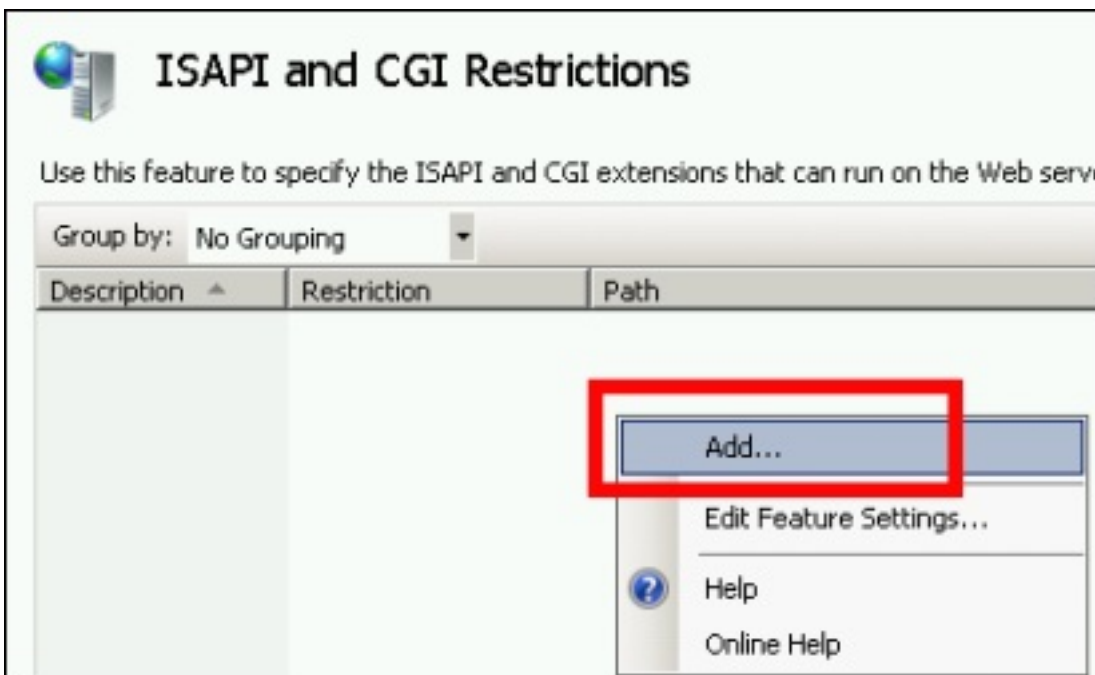 ISAPI and CGI Restrictions
Use this feature to specify the ISAPI and CGI extensions that can run on the Web serve
Group by: No Grouping
Description Restriction Path
Add...
Edit Feature Settings...
Help
Online Help